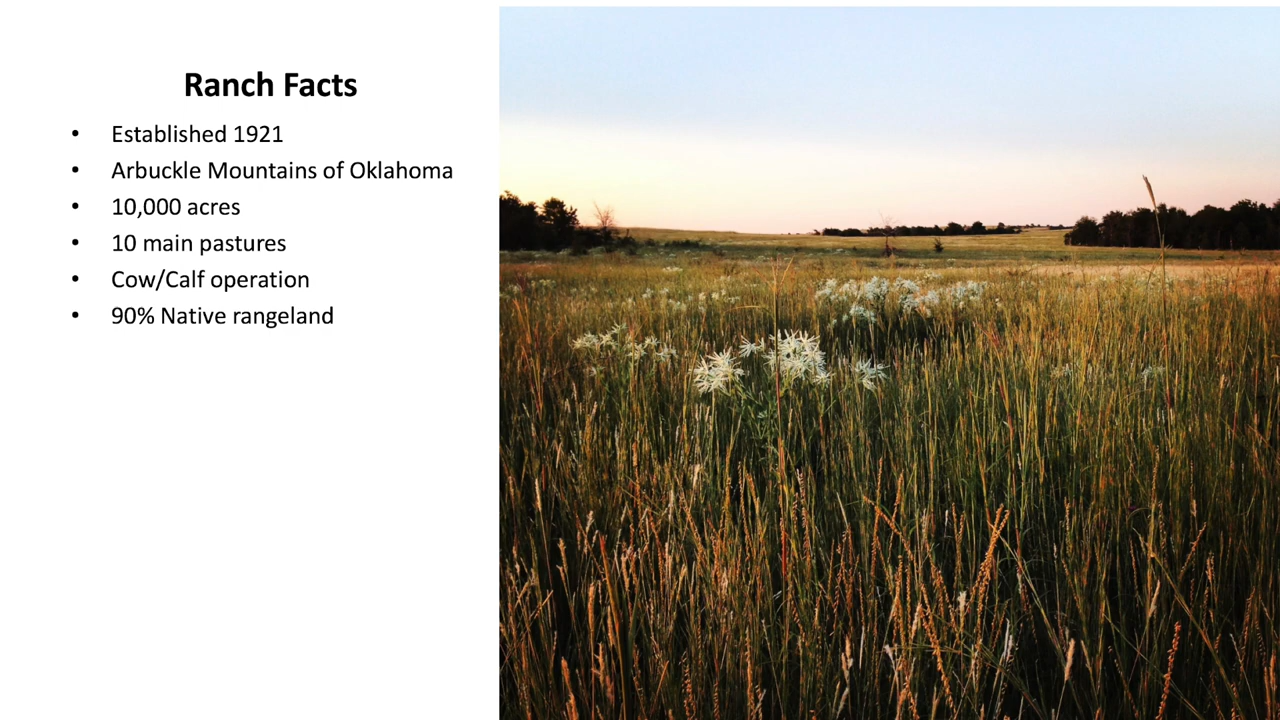 Ranch Facts
• Established 1921
• Arbuckle Mountains of Oklahoma
• 10,000 acres
• 10 main pastures
• Cow/Calf operation
• 90% Native rangeland